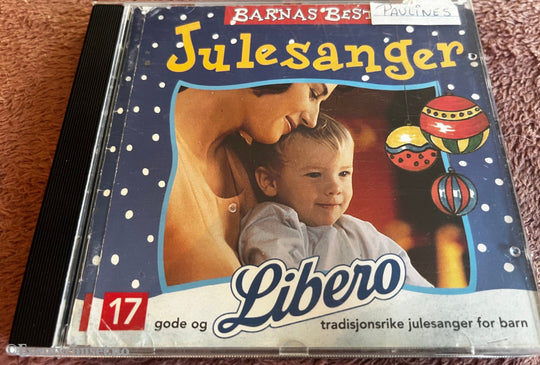 BARNAS BEST
PAULINES
Julesanger
17 gode og Libero tradisjonsrike julesanger for barn